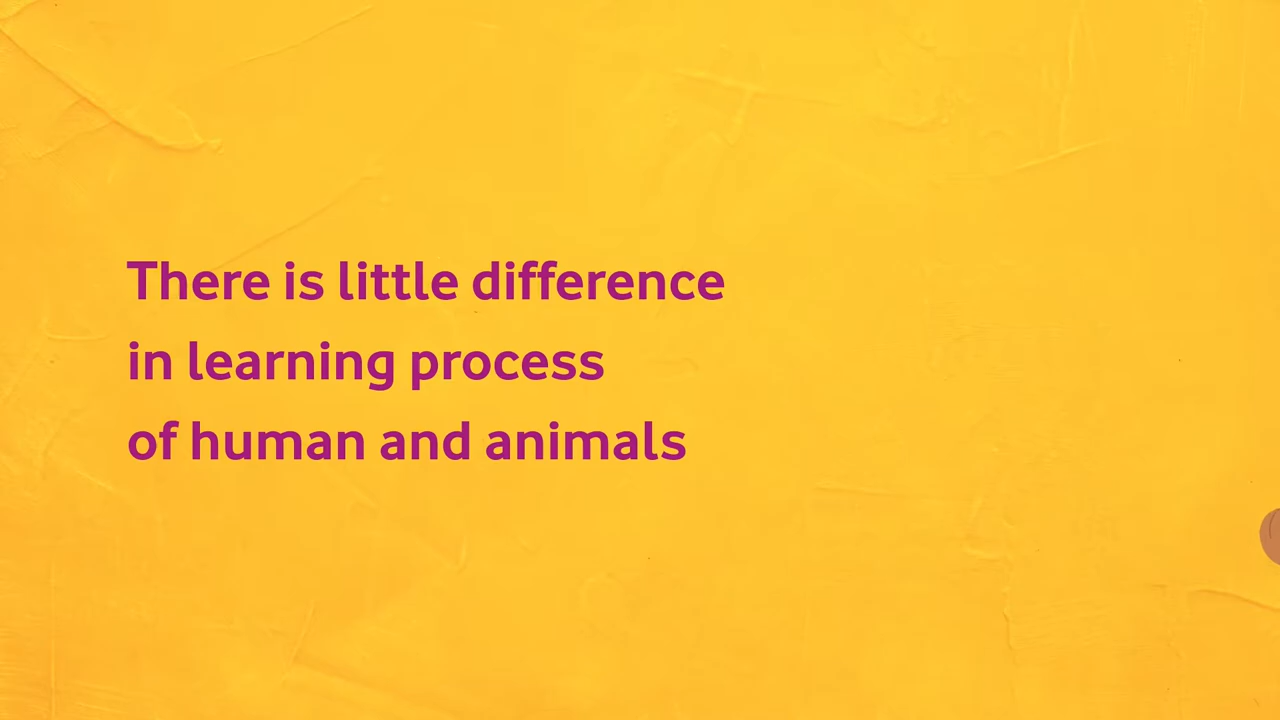 There is little difference
in learning process
of human and animals